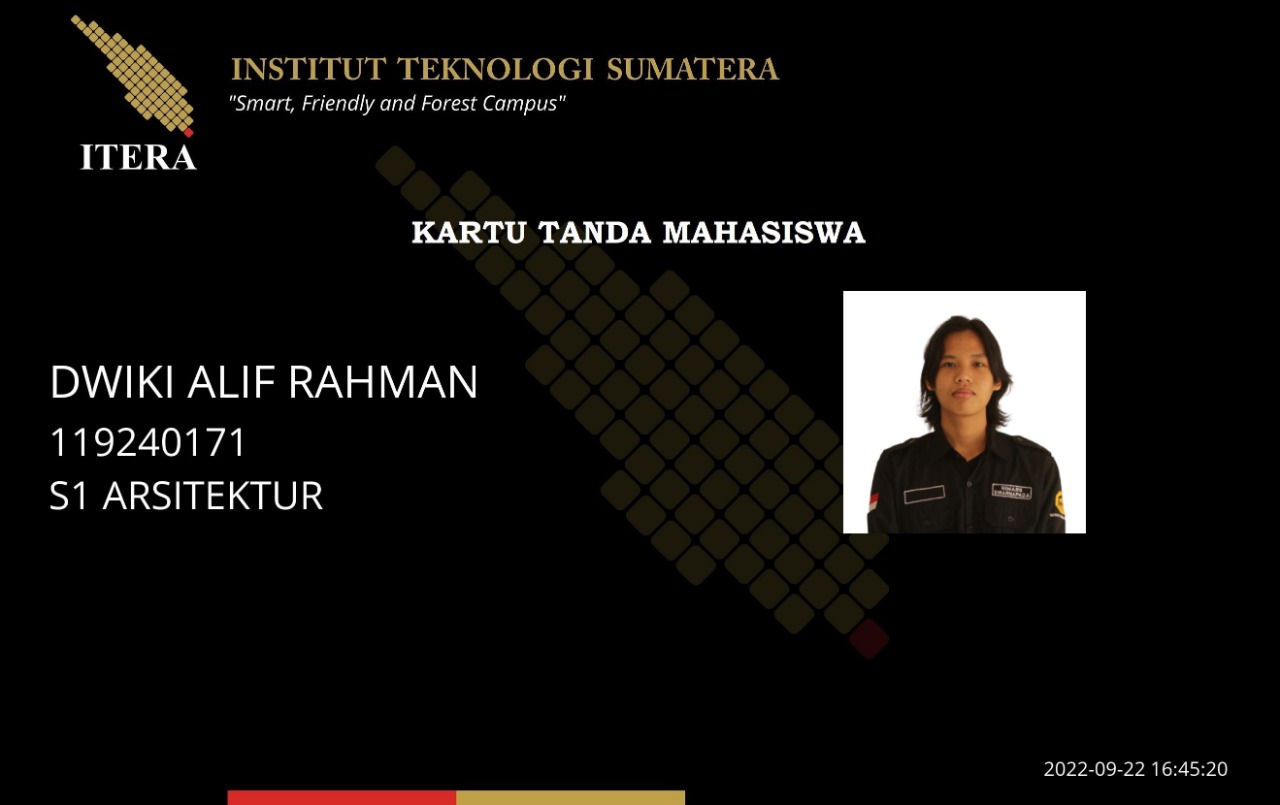 INSTITUT TEKNOLOGI SUMATERA
"Smart, Friendly and Forest Campus"
ITERA
KARTU TANDA MAHASISWA
DWIKI ALIF RAHMAN
119240171
S1 ARSITEKTUR
2022-09-22 16:45:20